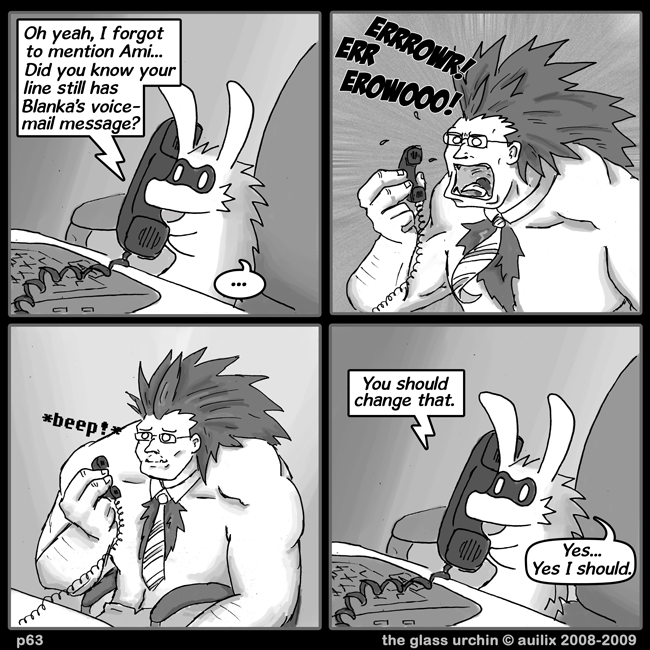 Oh yeah, I forgot
to mention Ami...
Did you know your
line still has
Blanka's voice-
mail message?
...
ERRROWR!
ERR
EROWOOO!
*beep!*
You should
change that.
Yes...
Yes I should.
p63
the glass urchin © auilix 2008-2009